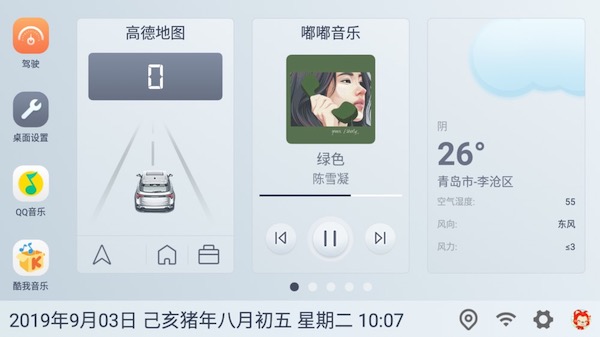 驾驶
桌面设置
QQ音乐
酷我音乐
高德地图
0
嘟嘟音乐
绿色
陈雪凝
阴
26°
青岛市-李沧区
空气湿度: 55
风向: 东风
风力: ≤3
2019年9月03日 己亥猪年八月初五 星期二 10:07